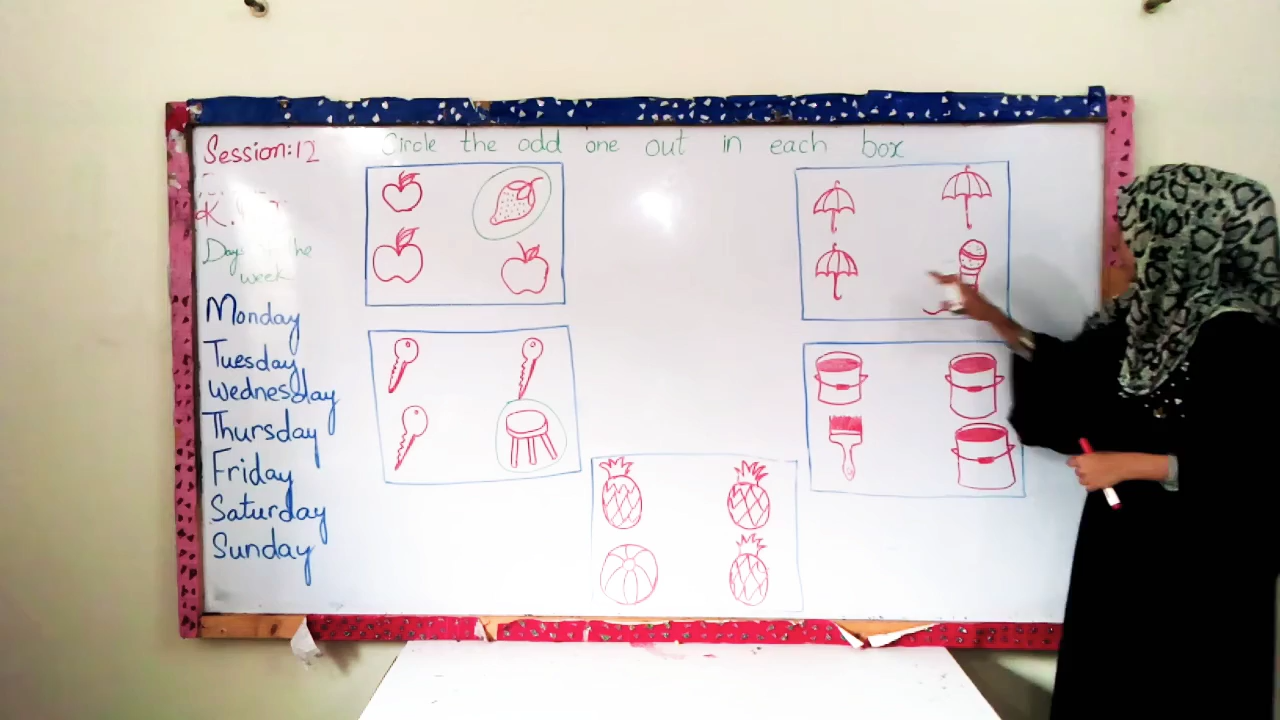 Session:12
Circle the odd one out in each box
Days the
week
Monday
Tuesday
Wednesday
Thursday
Friday
Saturday
Sunday